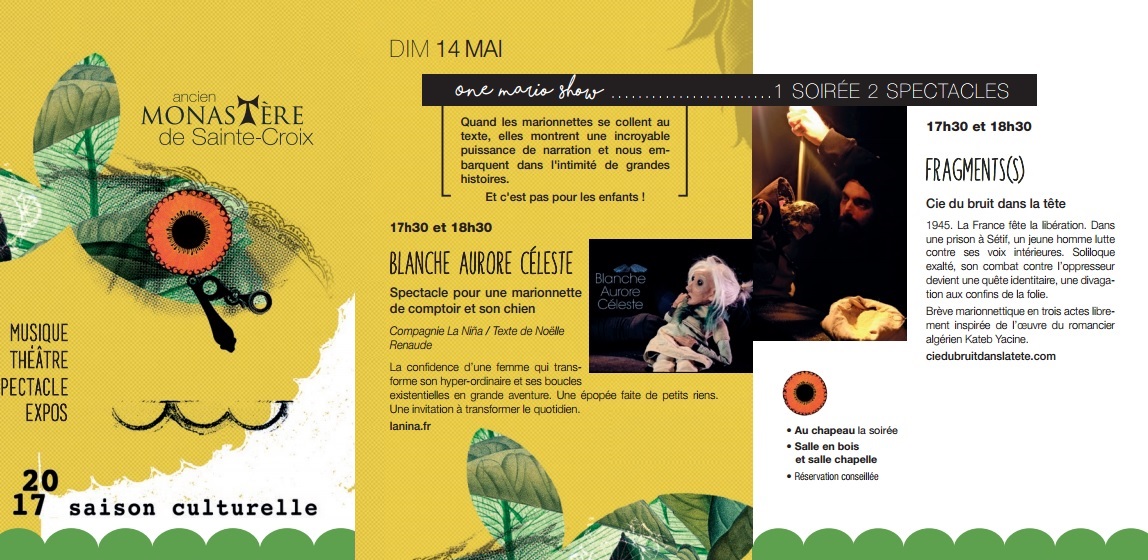 ancien
MONASTÈRE
de Sainte-Croix
MUSIQUE
THÉÂTRE
PECTACLE
EXPOS
20
17 saison culturelle
DIM 14 MAI
one mario show ........................1 SOIRÉE 2 SPECTACLES
Quand les marionnettes se collent au
texte, elles montrent une incroyable
puissance de narration et nous em-
barquent dans l'intimité de grandes
histoires.
Et c'est pas pour les enfants !
17h30 et 18h30
BLANCHE AURORE CÉLESTE
Spectacle pour une marionnette
de comptoir et son chien
Compagnie La Niña / Texte de Noëlle
Renaude
La confidence d'une femme qui trans-
forme son hyper-ordinaire et ses boucles
existentielles en grande aventure. Une épopée faite de petits riens.
Une invitation à transformer le quotidien.
lanina.fr
Blanche
Aurore
Céleste
17h30 et 18h30
FRAGMENTS(S)
Cie du bruit dans la tête
1945. La France fête la libération. Dans
une prison à Sétif, un jeune homme lutte
contre ses voix intérieures. Soliloque
exalté, son combat contre l'oppresseur
devient une quête identitaire, une divaga-
tion aux confins de la folie.
Brève marionnettique en trois actes libre-
ment inspirée de l'œuvre du romancier
algérien Kateb Yacine.
ciedubruitdanslatete.com
• Au chapeau la soirée
• Salle en bois
et salle chapelle
• Réservation conseillée